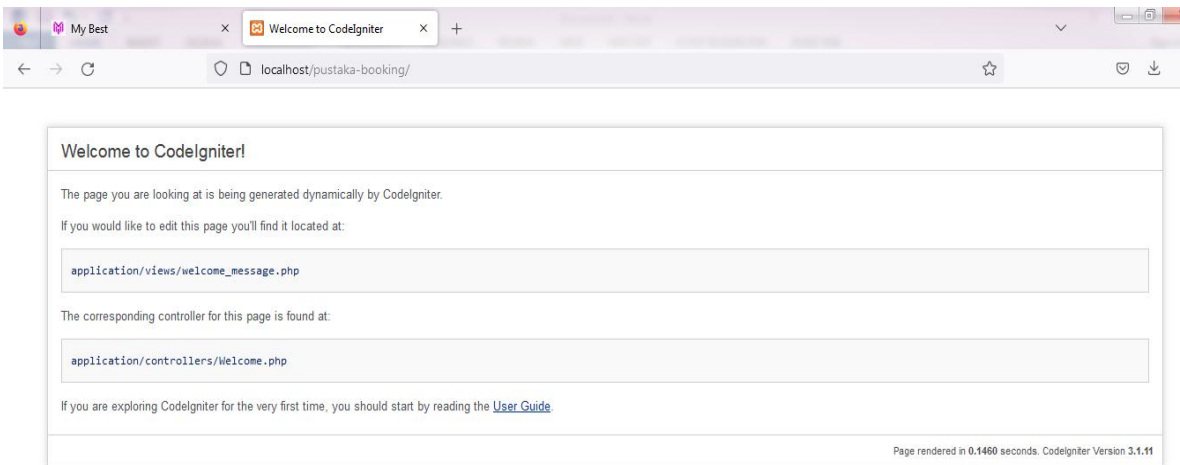 My Best
Welcome to CodeIgniter
localhost/pustaka-booking/
Welcome to CodeIgniter!
The page you are looking at is being generated dynamically by CodeIgniter.
If you would like to edit this page you'll find it located at:
application/views/welcome_message.php
The corresponding controller for this page is found at:
application/controllers/Welcome.php
If you are exploring CodeIgniter for the very first time, you should start by reading the User Guide.
Page rendered in 0.1460 seconds. CodeIgniter Version 3.1.11